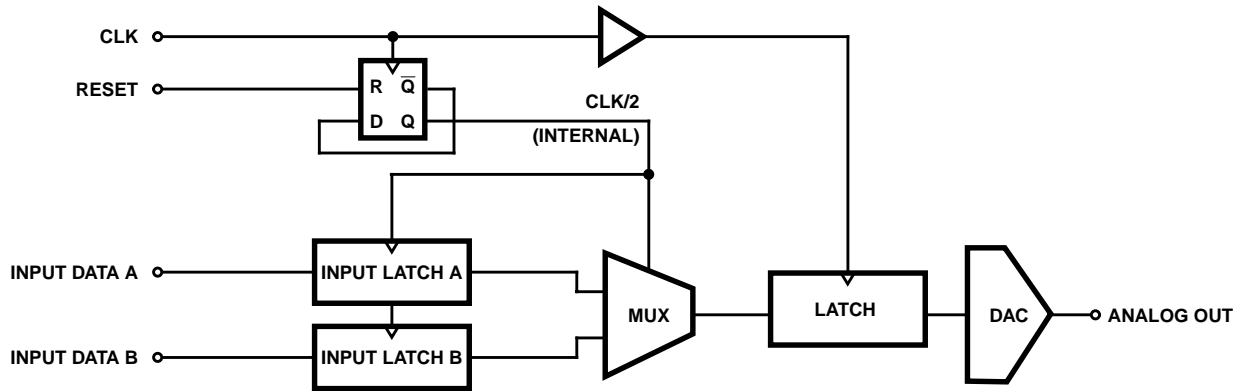 CLK
RESET
R Q̅
D Q
CLK/2
(INTERNAL)
INPUT DATA A
INPUT LATCH A
MUX
LATCH
DAC
ANALOG OUT
INPUT DATA B
INPUT LATCH B